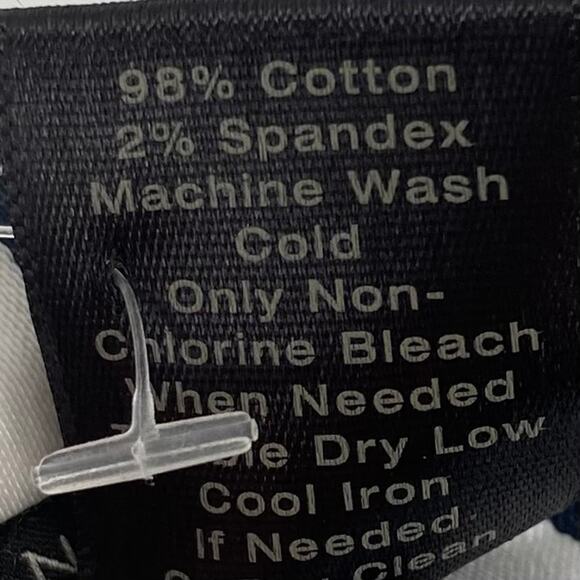 98% Cotton
2% Spandex
Machine Wash
Cold
Only Non-
Chlorine Bleach
When Needed
Dry Low
Cool Iron
If Needed
Clean